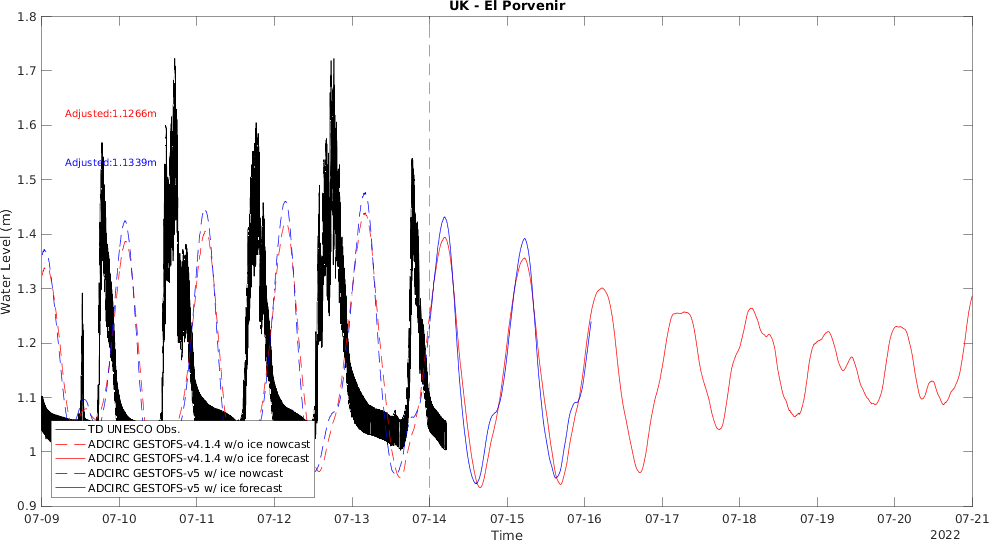 UK - El Porvenir
1.8
1.7
1.6
1.5
1.4
1.3
1.2
1.1
1
0.9
Water Level (m)
Adjusted:1.1266m
Adjusted:1.1339m
TD UNESCO Obs.
ADCIRC GESTOFS-v4.1.4 w/o ice nowcast
ADCIRC GESTOFS-v4.1.4 w/o ice forecast
ADCIRC GESTOFS-v5 w/ ice nowcast
ADCIRC GESTOFS-v5 w/ ice forecast
07-09 07-10 07-11 07-12 07-13 07-14 07-15 07-16 07-17 07-18 07-19 07-20 07-21
Time
2022